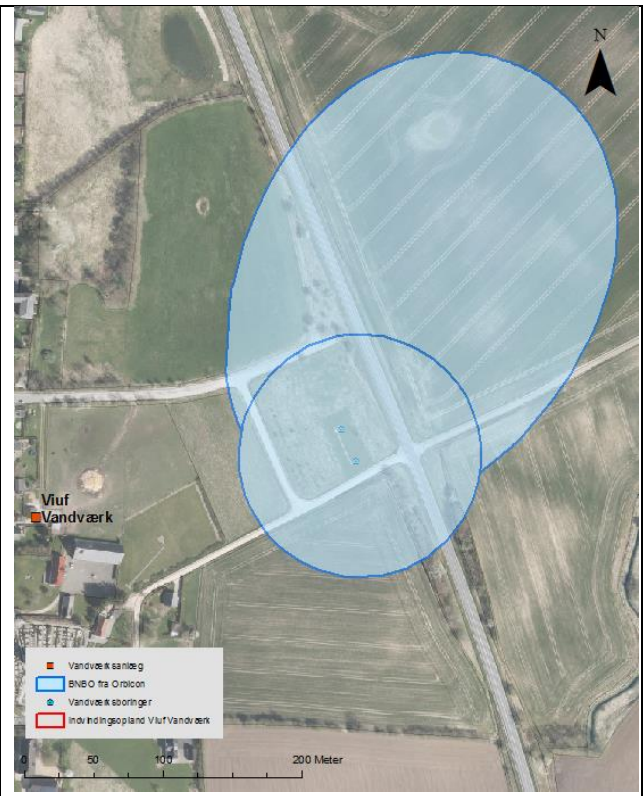 N
Viuf
Vandværk
Vandværksanlæg
BNBO fra Orbicon
Vandværksboringer
Indvindingsopland Viuf Vandværk
0 50 100 200 Meter